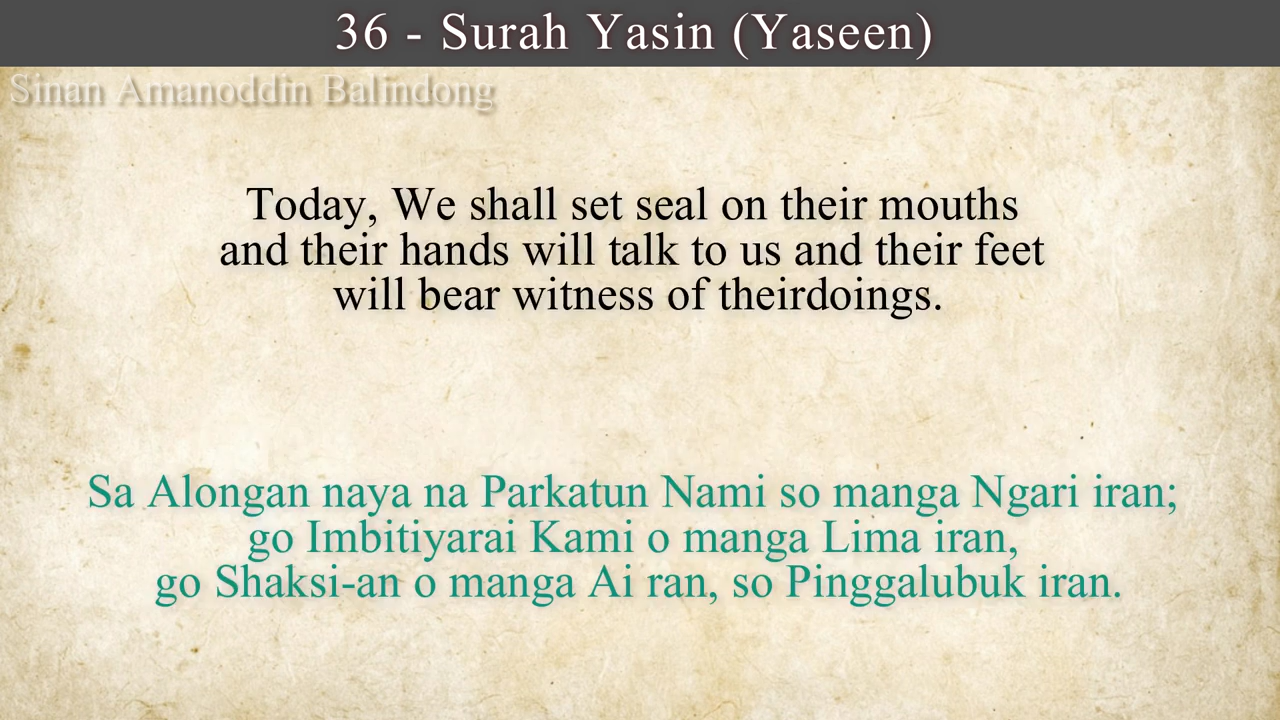 36 - Surah Yasin (Yaseen)
Sinan Amanoddin Balindong
Today, We shall set seal on their mouths
and their hands will talk to us and their feet
will bear witness of theirdoings.
Sa Alongan naya na Parkatun Nami so manga Ngari iran;
go Imbitiyarai Kami o manga Lima iran,
go Shaksi-an o manga Ai ran, so Pinggalubuk iran.